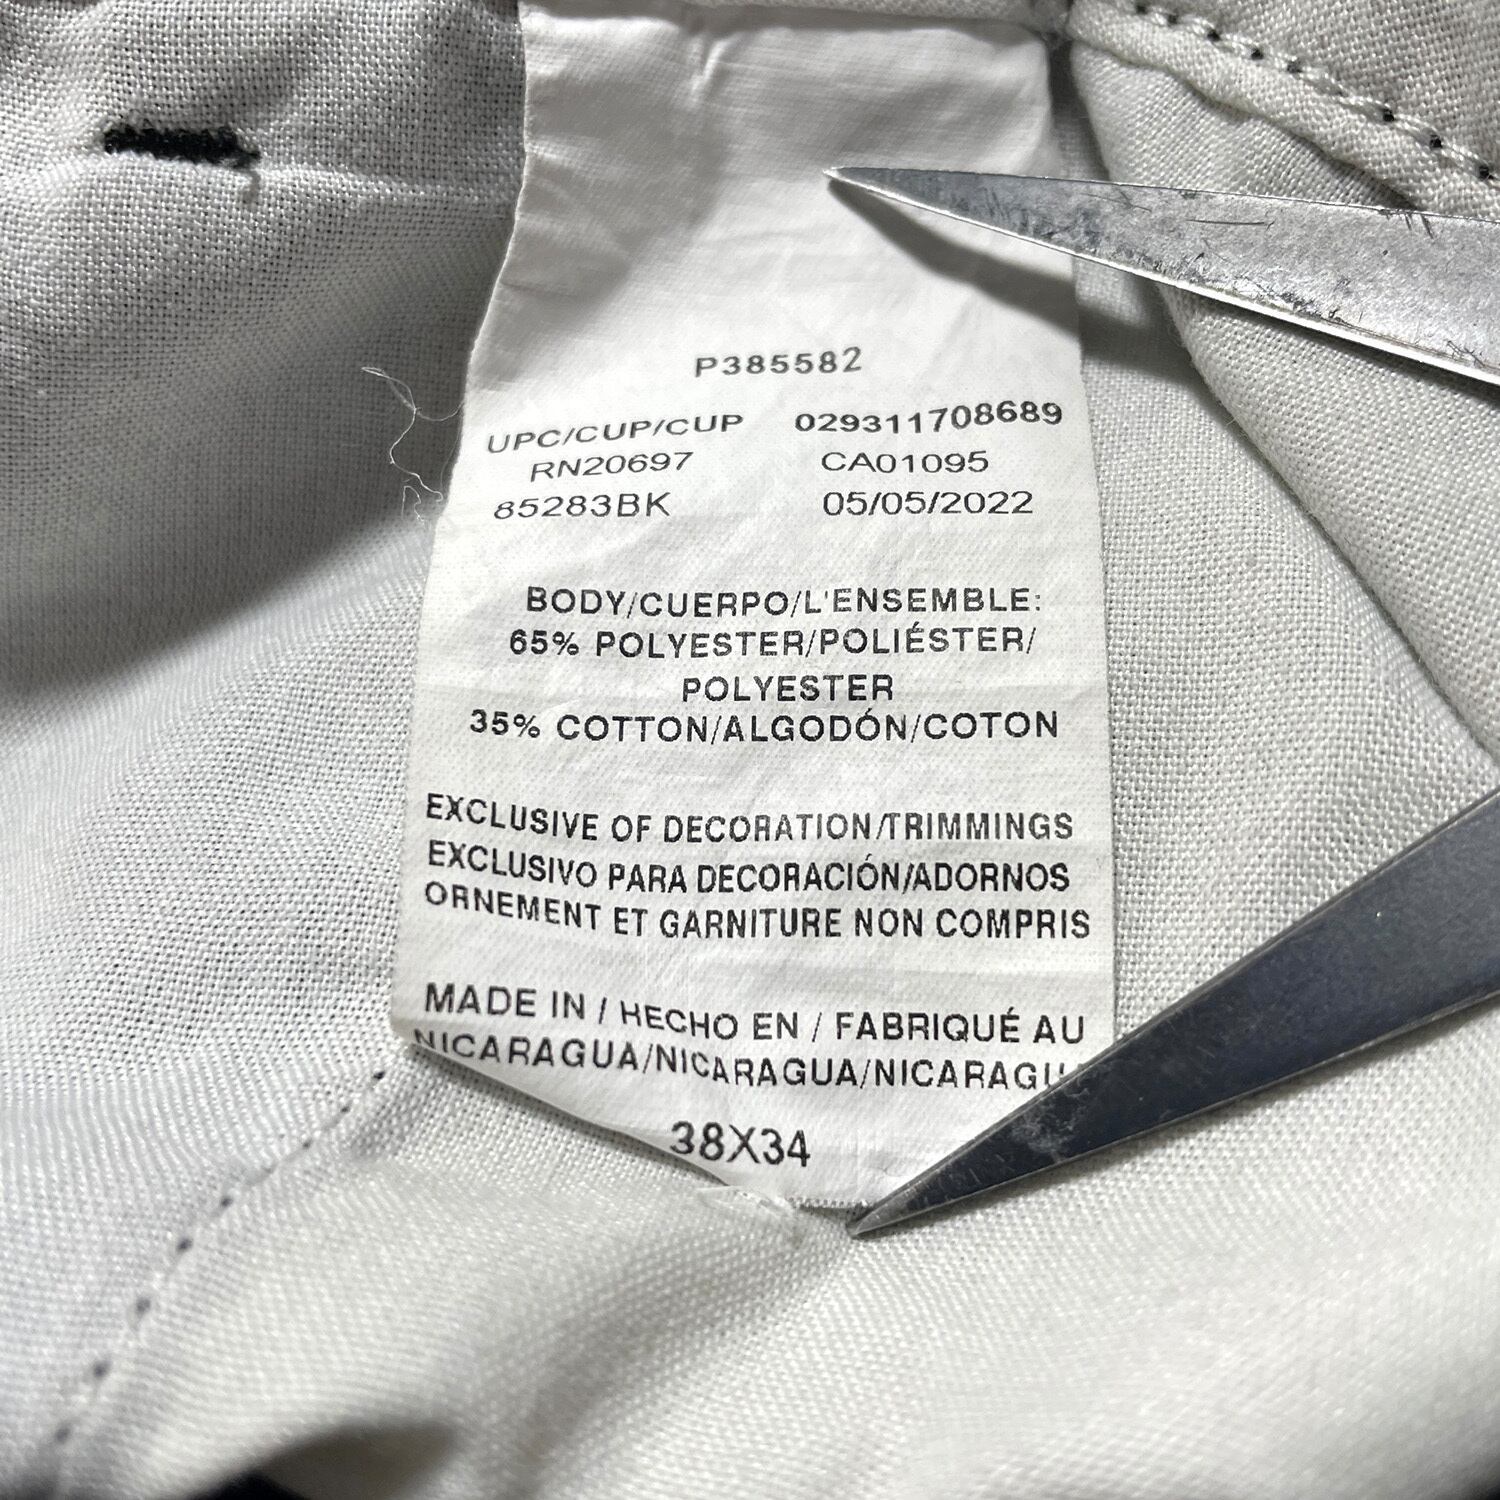 P385582
UPC/CUP/CUP 029311708689
RN20697 CA01095
85283BK 05/05/2022
BODY/CUERPO/L'ENSEMBLE:
65% POLYESTER/POLIÉSTER/
POLYESTER
35% COTTON/ALGODÓN/COTON
EXCLUSIVE OF DECORATION/TRIMMINGS
EXCLUSIVO PARA DECORACIÓN/ADORNOS
ORNEMENT ET GARNITURE NON COMPRIS
MADE IN / HECHO EN / FABRIQUÉ AU
NICARAGUA/NICARAGUA/NICARAGU
38X34